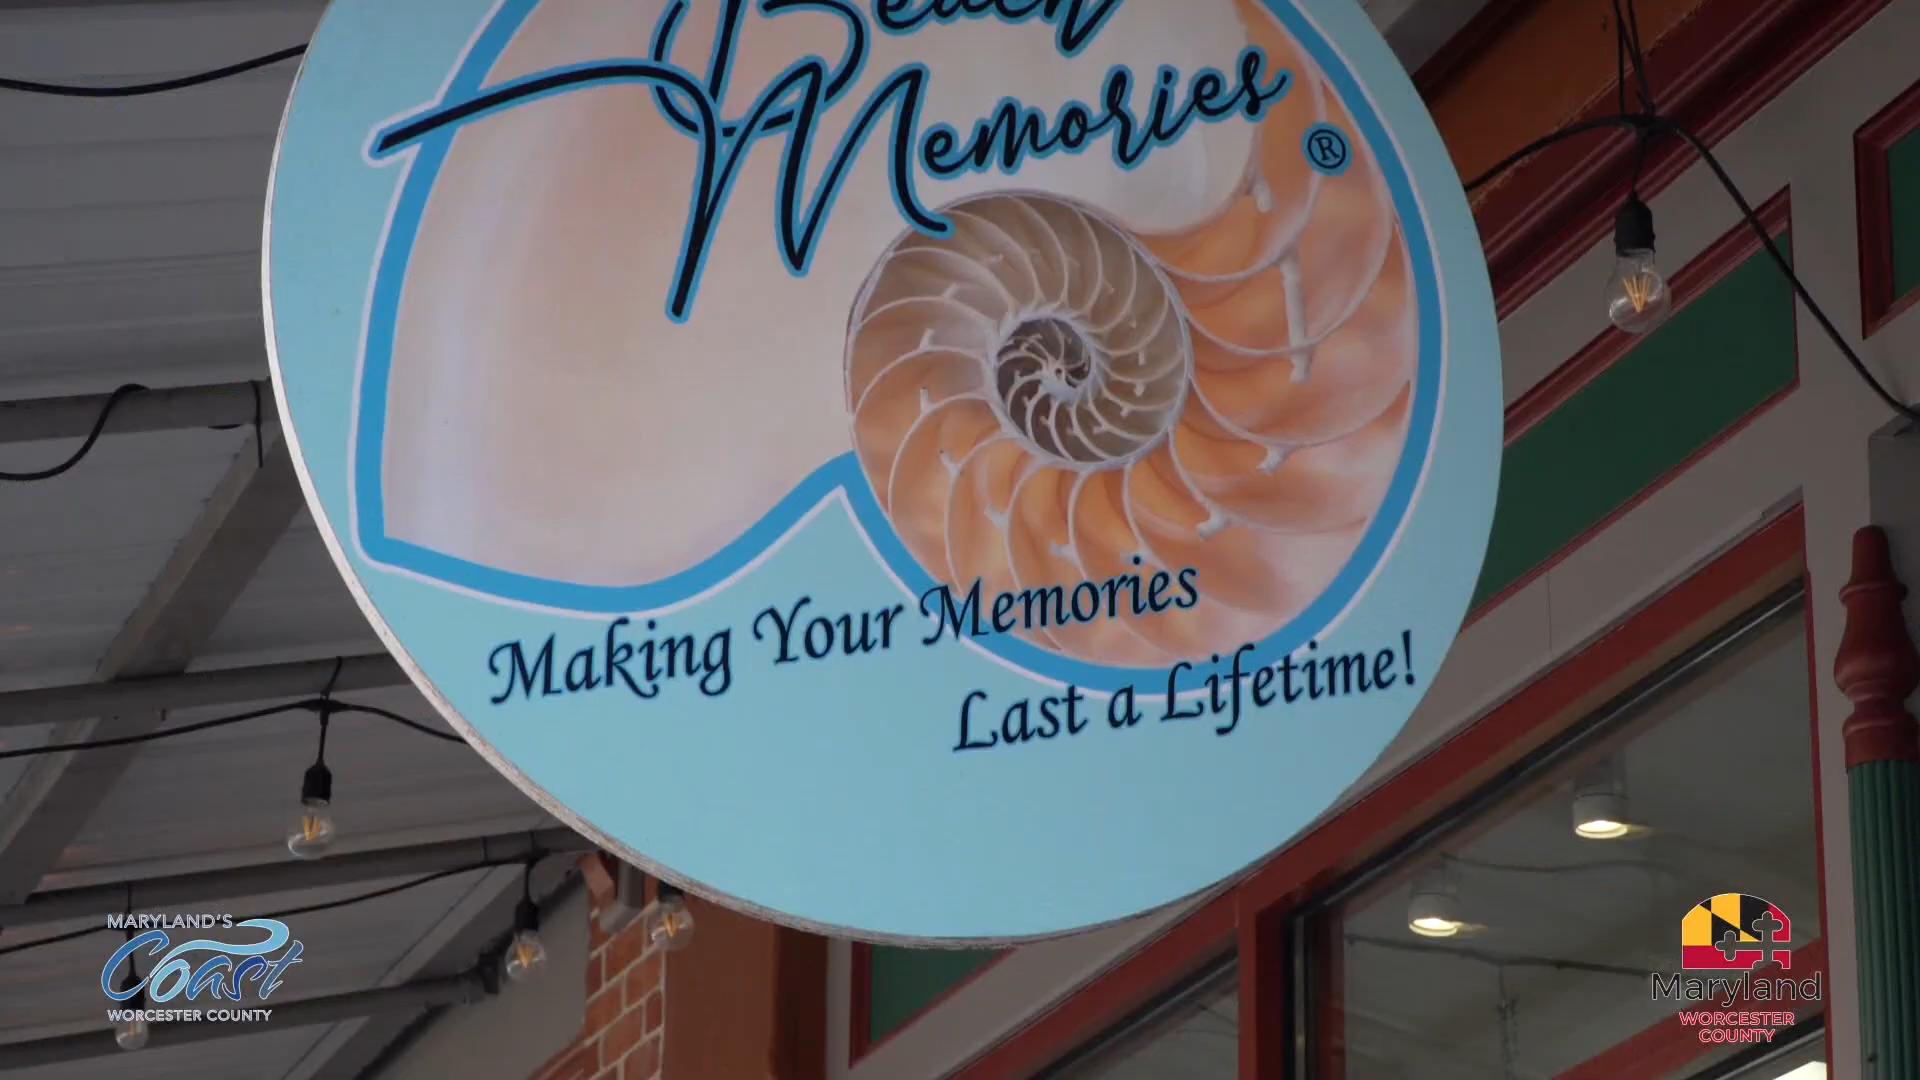 Beach
Memories ®
Making Your Memories
Last a Lifetime!
MARYLAND'S
Coast
WORCESTER COUNTY
Maryland
WORCESTER
COUNTY